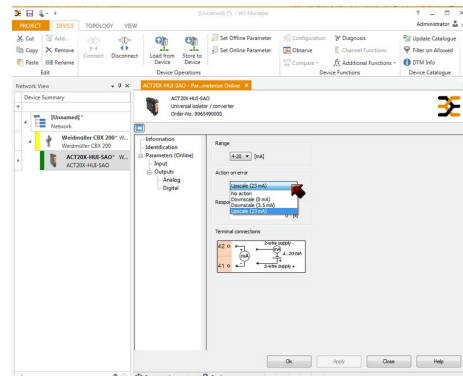 [Unnamed] (*) - WI-Manager
PROJECT DEVICE TOPOLOGY VIEW
Administrator
Cut Add...
Copy Remove
Paste Rename
Edit
Connect Disconnect
Load from Device
Store to Device
Set Offline Parameter
Set Online Parameter
Device Operations
Configuration Diagnosis
Observe Channel Functions
Compare Additional Functions
Device Functions
Update Catalogue
Filter on Allowed
DTM Info
Device Catalogue
Network View
Device Summary
[Unnamed]*
Network
Weidmüller CBX 200* W...
Weidmüller CBX 200
ACT20X-HUI-SAO* W...
ACT20X-HUI-SAO
ACT20X-HUI-SAO
Universal isolator / converter
Order-No. 8965490000
Information
Identification
Parameters (Online)
Input
Outputs
Analog
Digital
Range
4-20 [mA]
Action on error
Upscale (23 mA)
No action
Downscale (0 mA)
Downscale (3.5 mA)
Upscale (23 mA)
Terminal connections
42
41
mA
2-wire supply -
4...20 mA
2-wire supply +
Ok Apply Close Help